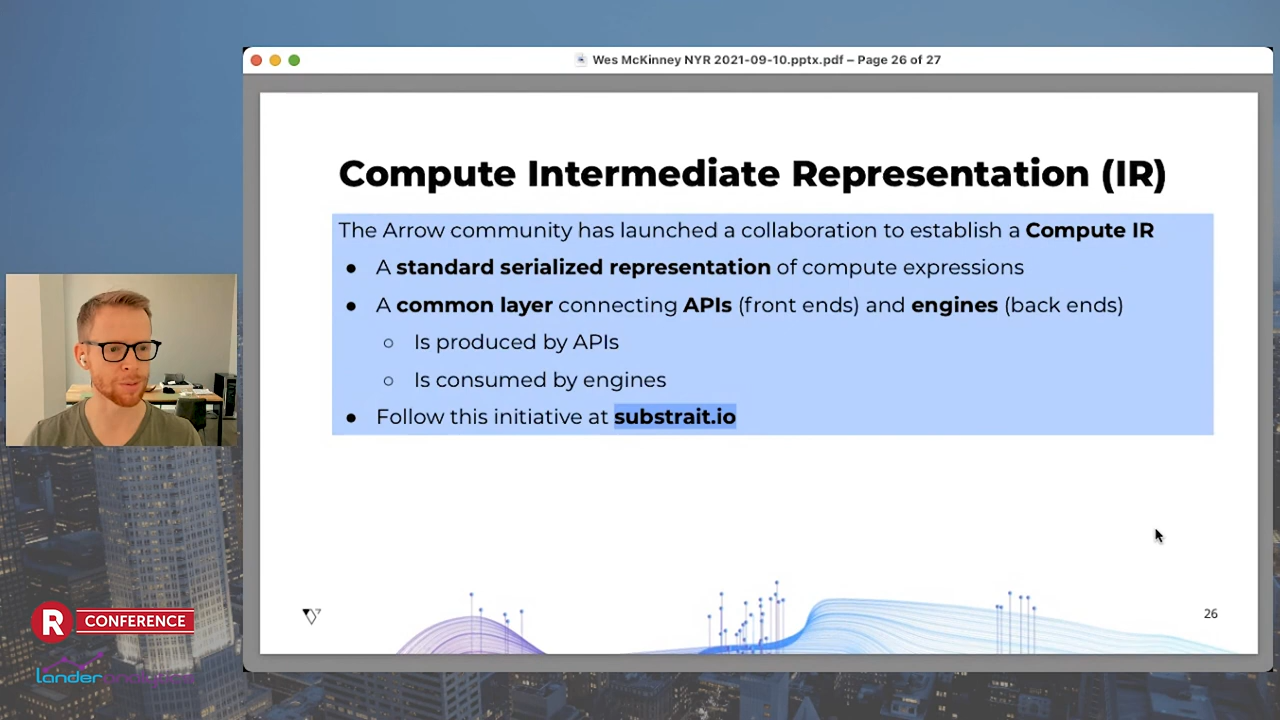 Wes McKinney NYR 2021-09-10.pptx.pdf – Page 26 of 27
Compute Intermediate Representation (IR)
The Arrow community has launched a collaboration to establish a Compute IR
● A standard serialized representation of compute expressions
● A common layer connecting APIs (front ends) and engines (back ends)
○ Is produced by APIs
○ Is consumed by engines
● Follow this initiative at substrait.io
26
R CONFERENCE
lander analytics